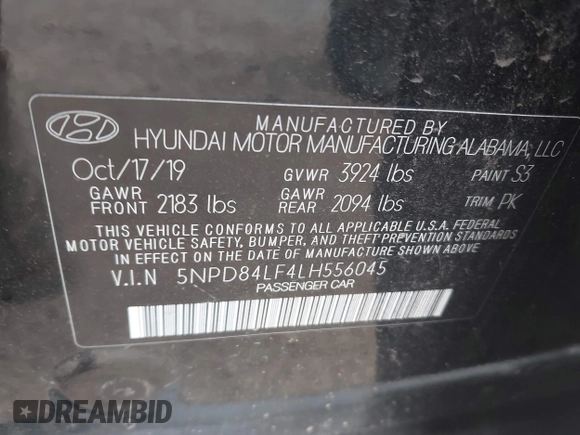 MANUFACTURED BY
HYUNDAI MOTOR MANUFACTURING ALABAMA, LLC
Oct/17/19 GVWR 3924 lbs PAINT S3
GAWR FRONT 2183 lbs GAWR REAR 2094 lbs TRIM PK
THIS VEHICLE CONFORMS TO ALL APPLICABLE U.S.A. FEDERAL
MOTOR VEHICLE SAFETY, BUMPER, AND THEFT PREVENTION STANDARDS
IN EFFECT ON THE DATE OF MANUFACTURE SHOWN ABOVE.
V.I.N 5NPD84LF4LH556045
PASSENGER CAR
DREAMBID